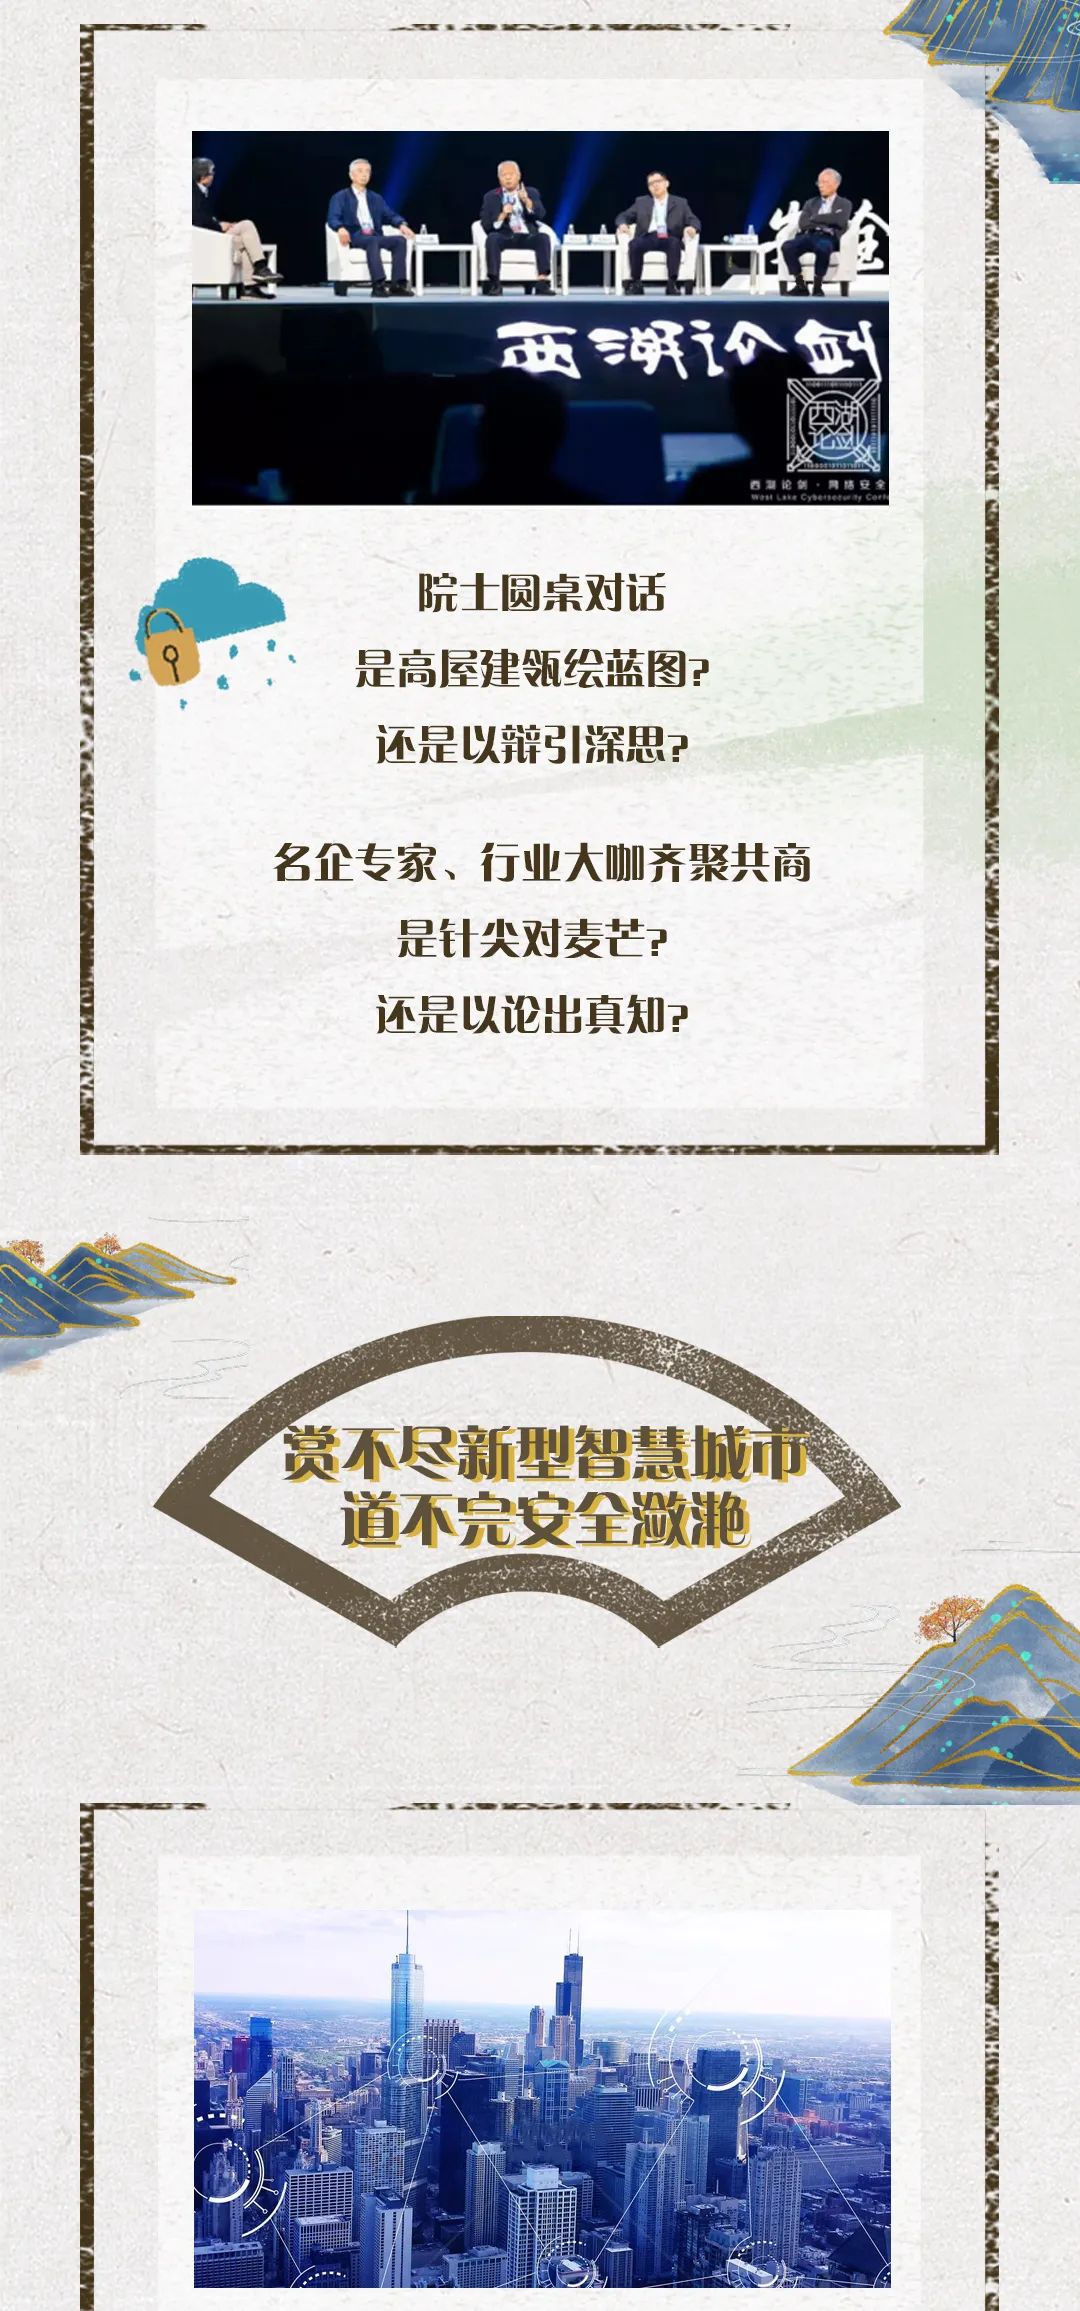 西湖论剑
西湖
论剑
西湖论剑·网络安全
West Lake Cybersecurity Conf
院士圆桌对话
是高屋建瓴绘蓝图?
还是以辩引深思?
名企专家、行业大咖齐聚共商
是针尖对麦芒?
还是以论出真知?
赏不尽新型智慧城市
道不完安全潋滟